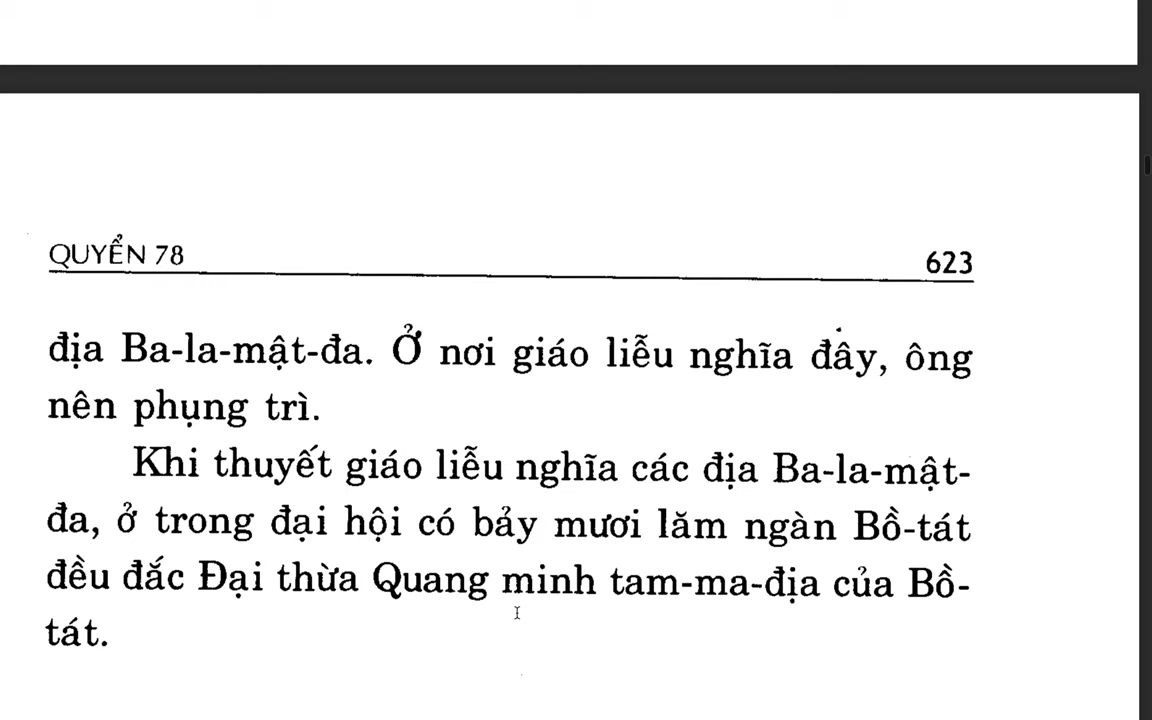 QUYỂN 78
623
địa Ba-la-mật-đa. Ở nơi giáo liễu nghĩa đây, ông
nên phụng trì.
Khi thuyết giáo liễu nghĩa các địa Ba-la-mật-
đa, ở trong đại hội có bảy mươi lăm ngàn Bồ-tát
đều đắc Đại thừa Quang minh tam-ma-địa của Bồ-
tát.